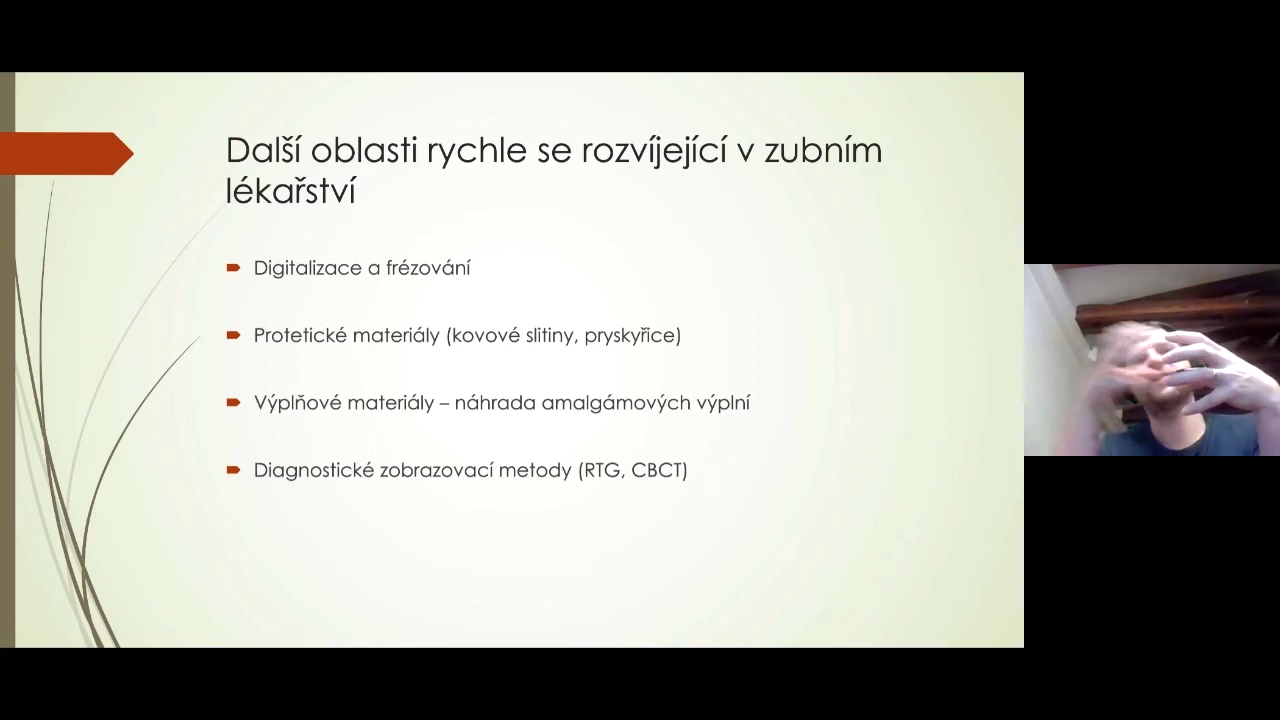 Další oblasti rychle se rozvíjející v zubním
lékařství
Digitalizace a frézování
Protetické materiály (kovové slitiny, pryskyřice)
Výplňové materiály – náhrada amalgámových výplní
Diagnostické zobrazovací metody (RTG, CBCT)